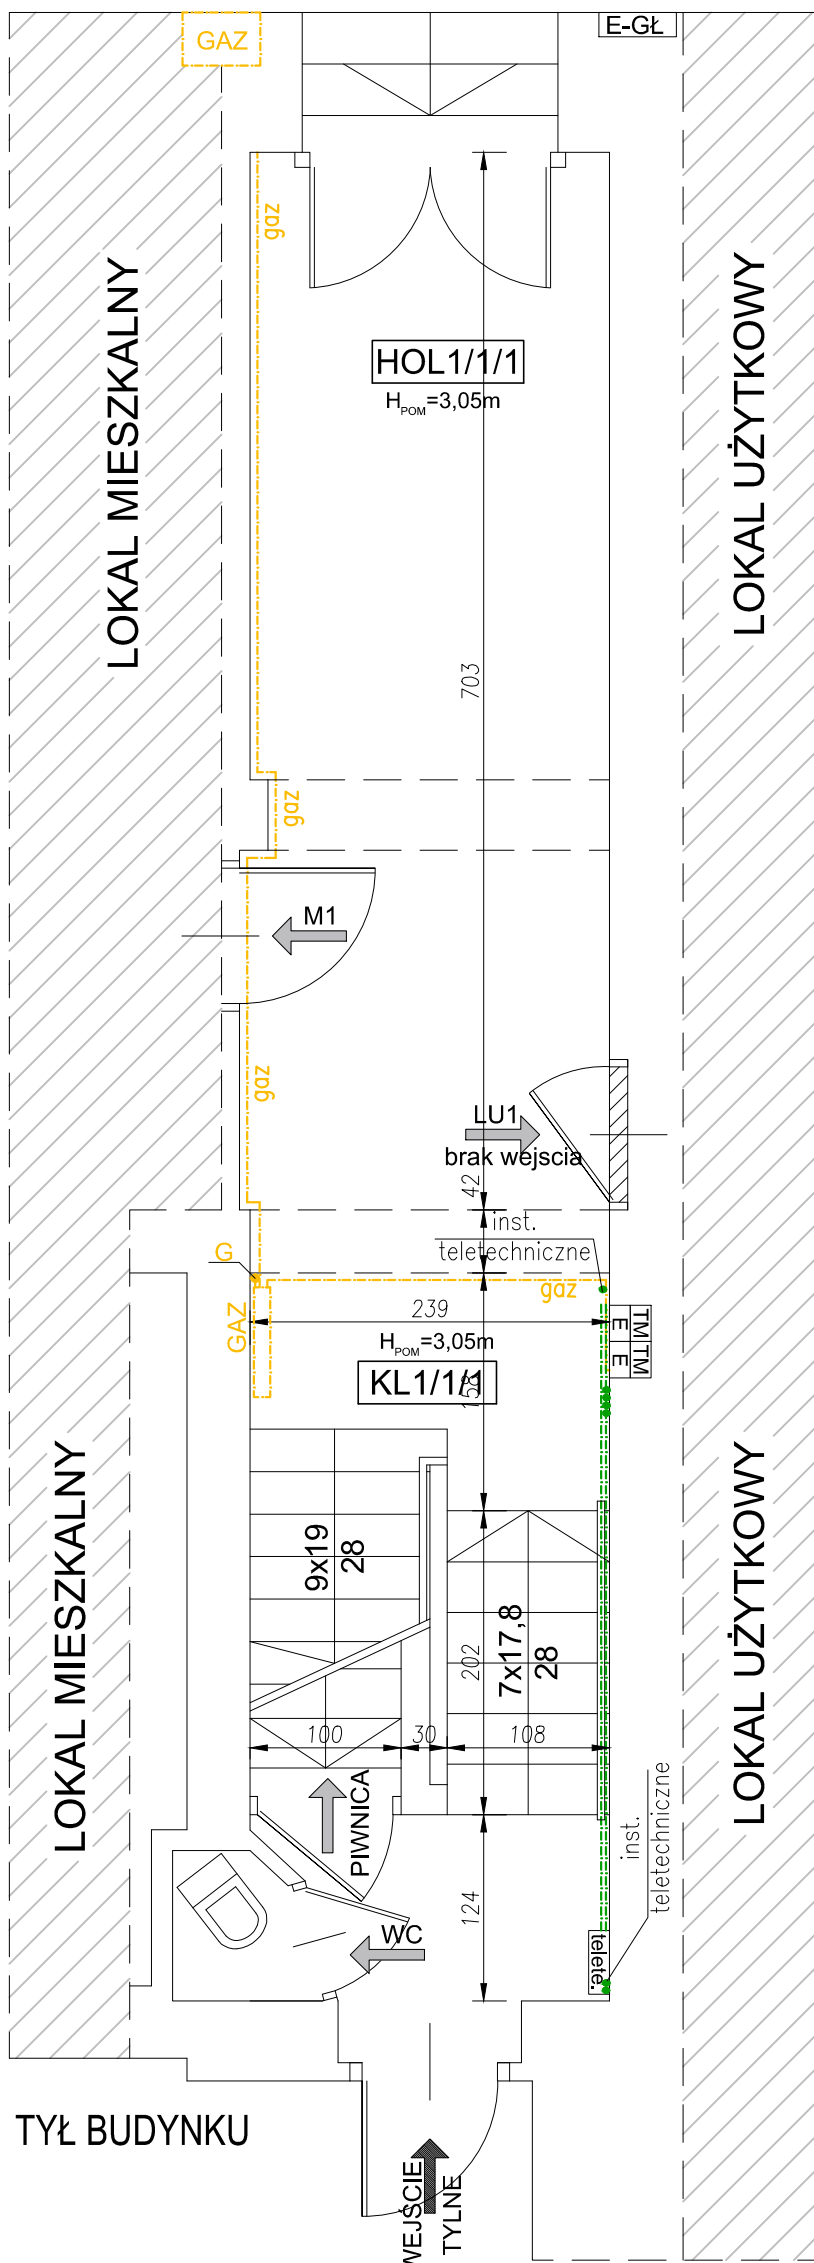 GAZ
E-GŁ
gaz
HOL1/1/1
HPOM=3,05m
LOKAL MIESZKALNY
LOKAL UŻYTKOWY
703
gaz
M1
gaz
LU1
brak wejscia
42
inst.
teletechniczne
G
gaz
GAZ
239
HPOM=3,05m
KL1/1/1
158
E
TM
E
TM
LOKAL MIESZKALNY
LOKAL UŻYTKOWY
9x19
28
7x17,8
28
202
100
30
108
PIWNICA
inst.
teletechniczne
124
WC
telete.
TYŁ BUDYNKU
WEJSCIE
TYLNE